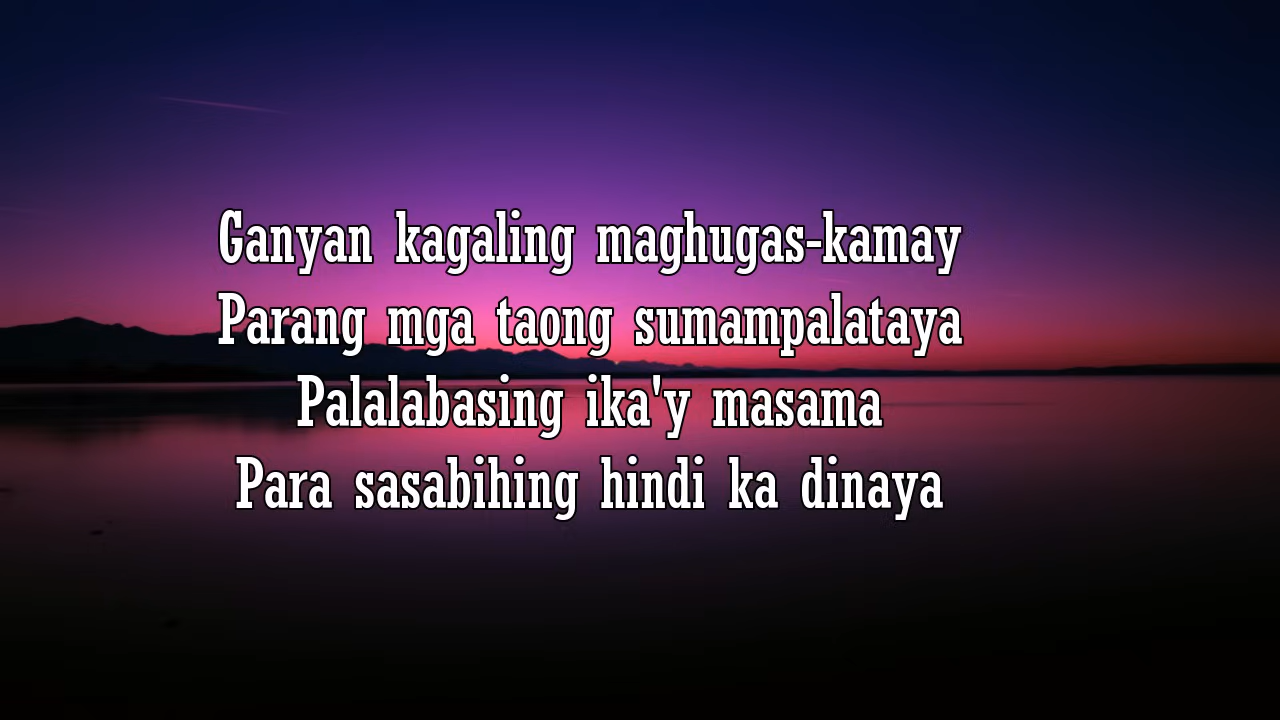 Ganyan kagaling maghugas-kamay
Parang mga taong sumampalataya
Palalabasing ika'y masama
Para sasabihing hindi ka dinaya